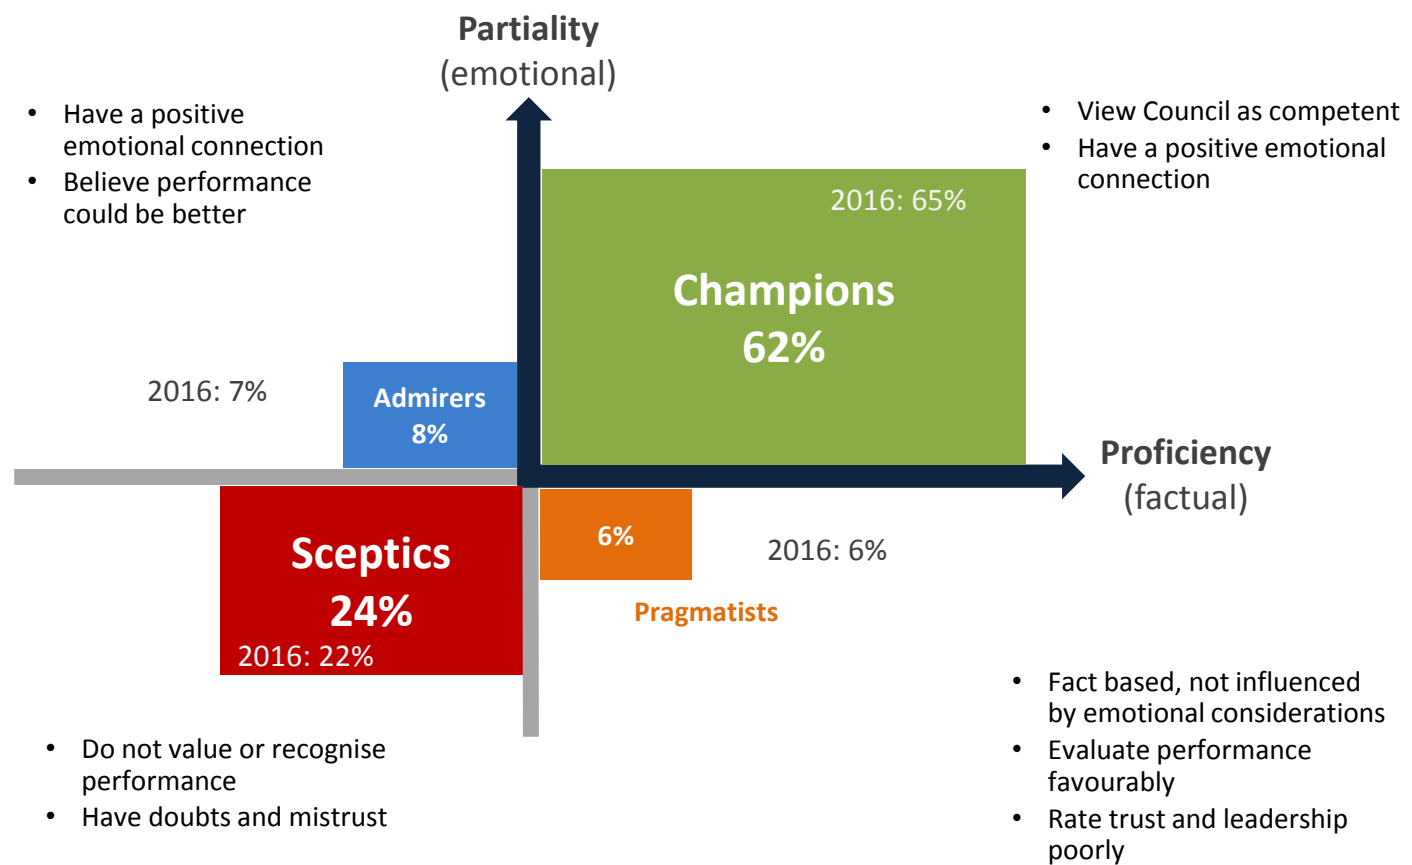 Partiality
(emotional)
• Have a positive
emotional connection
• Believe performance
could be better
• View Council as competent
• Have a positive emotional
connection
2016: 65%
Champions
62%
2016: 7%
Admirers
8%
Proficiency
(factual)
Sceptics
24%
2016: 22%
6%
2016: 6%
Pragmatists
• Do not value or recognise
performance
• Have doubts and mistrust
• Fact based, not influenced
by emotional considerations
• Evaluate performance
favourably
• Rate trust and leadership
poorly